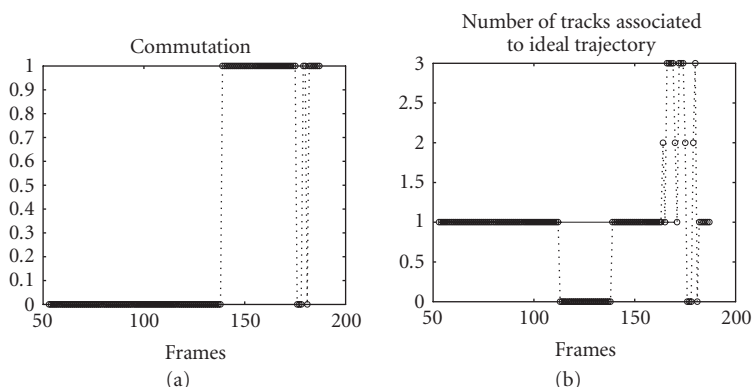 Commutation
1
0.9
0.8
0.7
0.6
0.5
0.4
0.3
0.2
0.1
0
50 100 150 200
Frames
(a)
Number of tracks associated
to ideal trajectory
3
2.5
2
1.5
1
0.5
0
50 100 150 200
Frames
(b)